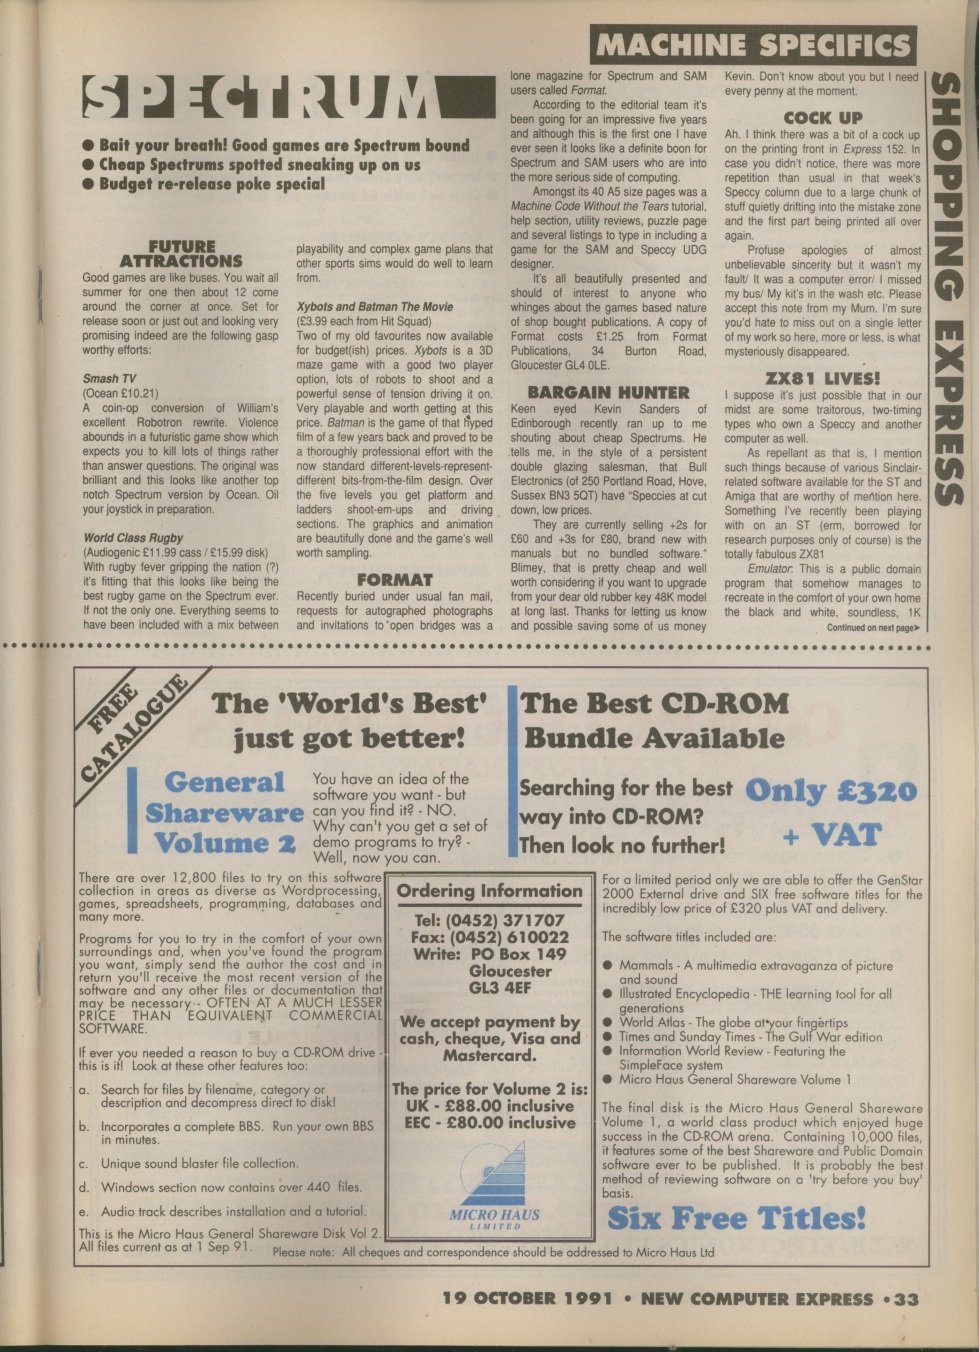 MACHINE SPECIFICS
SHOPPING EXPRESS
SPECTRUM
● Bait your breath! Good games are Spectrum bound
● Cheap Spectrums spotted sneaking up on us
● Budget re-release poke special
FUTURE
ATTRACTIONS
Good games are like buses. You wait all
summer for one then about 12 come
around the corner at once. Set for
release soon or just out and looking very
promising indeed are the following gasp
worthy efforts:
Smash TV
(Ocean £10.21)
A coin-op conversion of William's
excellent Robotron rewrite. Violence
abounds in a futuristic game show which
expects you to kill lots of things rather
than answer questions. The original was
brilliant and this looks like another top
notch Spectrum version by Ocean. Oil
your joystick in preparation.
World Class Rugby
(Audiogenic £11.99 cass / £15.99 disk)
With rugby fever gripping the nation (?)
it's fitting that this looks like being the
best rugby game on the Spectrum ever.
If not the only one. Everything seems to
have been included with a mix between
playability and complex game plans that
other sports sims would do well to learn
from.
Xybots and Batman The Movie
(£3.99 each from Hit Squad)
Two of my old favourites now available
for budget(ish) prices. Xybots is a 3D
maze game with a good two player
option, lots of robots to shoot and a
powerful sense of tension driving it on.
Very playable and worth getting at this
price. Batman is the game of that hyped
film of a few years back and proved to be
a thoroughly professional effort with the
now standard different-levels-represent-
different bits-from-the-film design. Over
the five levels you get platform and
ladders shoot-em-ups and driving
sections. The graphics and animation
are beautifully done and the game's well
worth sampling.
FORMAT
Recently buried under usual fan mail,
requests for autographed photographs
and invitations to open bridges was a
lone magazine for Spectrum and SAM
users called Format.
According to the editorial team it's
been going for an impressive five years
and although this is the first one I have
ever seen it looks like a definite boon for
Spectrum and SAM users who are into
the more serious side of computing.
Amongst its 40 A5 size pages was a
Machine Code Without the Tears tutorial,
help section, utility reviews, puzzle page
and several listings to type in including a
game for the SAM and Speccy UDG
designer.
It's all beautifully presented and
should of interest to anyone who
whinges about the games based nature
of shop bought publications. A copy of
Format costs £1.25 from Format
Publications, 34 Burton Road,
Gloucester GL4 0LE.
BARGAIN HUNTER
Keen eyed Kevin Sanders of
Edinborough recently ran up to me
shouting about cheap Spectrums. He
tells me, in the style of a persistent
double glazing salesman, that Bull
Electronics (of 250 Portland Road, Hove,
Sussex BN3 5QT) have "Speccies at cut
down, low prices.
They are currently selling +2s for
£60 and +3s for £80, brand new with
manuals but no bundled software."
Blimey, that is pretty cheap and well
worth considering if you want to upgrade
from your dear old rubber key 48K model
at long last. Thanks for letting us know
and possible saving some of us money
Kevin. Don't know about you but I need
every penny at the moment.
COCK UP
Ah. I think there was a bit of a cock up
on the printing front in Express 152. In
case you didn't notice, there was more
repetition than usual in that week's
Speccy column due to a large chunk of
stuff quietly drifting into the mistake zone
and the first part being printed all over
again.
Profuse apologies of almost
unbelievable sincerity but it wasn't my
fault/ It was a computer error/ I missed
my bus/ My kit's in the wash etc. Please
accept this note from my Mum. I'm sure
you'd hate to miss out on a single letter
of my work so here, more or less, is what
mysteriously disappeared.
ZX81 LIVES!
I suppose it's just possible that in our
midst are some traitorous, two-timing
types who own a Speccy and another
computer as well.
As repellant as that is, I mention
such things because of various Sinclair-
related software available for the ST and
Amiga that are worthy of mention here.
Something I've recently been playing
with on an ST (erm, borrowed for
research purposes only of course) is the
totally fabulous ZX81
Emulator. This is a public domain
program that somehow manages to
recreate in the comfort of your own home
the black and white, soundless, 1K
Continued on next page➤
FREE
CATALOGUE
The 'World's Best'
just got better!
General
Shareware
Volume 2
You have an idea of the
software you want - but
can you find it? - NO.
Why can't you get a set of
demo programs to try? -
Well, now you can.
There are over 12,800 files to try on this software
collection in areas as diverse as Wordprocessing,
games, spreadsheets, programming, databases and
many more.
Programs for you to try in the comfort of your own
surroundings and, when you've found the program
you want, simply send the author the cost and in
return you'll receive the most recent version of the
software and any other files or documentation that
may be necessary - OFTEN AT A MUCH LESSER
PRICE THAN EQUIVALENT COMMERCIAL
SOFTWARE.
If ever you needed a reason to buy a CD-ROM drive -
this is it! Look at these other features too:
a. Search for files by filename, category or
description and decompress direct to disk!
b. Incorporates a complete BBS. Run your own BBS
in minutes.
c. Unique sound blaster file collection.
d. Windows section now contains over 440 files.
e. Audio track describes installation and a tutorial.
This is the Micro Haus General Shareware Disk Vol 2.
All files current as at 1 Sep 91.
Ordering Information
Tel: (0452) 371707
Fax: (0452) 610022
Write: PO Box 149
Gloucester
GL3 4EF
We accept payment by
cash, cheque, Visa and
Mastercard.
The price for Volume 2 is:
UK - £88.00 inclusive
EEC - £80.00 inclusive
MICRO HAUS
LIMITED
The Best CD-ROM
Bundle Available
Searching for the best
way into CD-ROM?
Then look no further!
Only £320
+ VAT
For a limited period only we are able to offer the GenStar
2000 External drive and SIX free software titles for the
incredibly low price of £320 plus VAT and delivery.
The software titles included are:
● Mammals - A multimedia extravaganza of picture
and sound
● Illustrated Encyclopedia - THE learning tool for all
generations
● World Atlas - The globe at your fingertips
● Times and Sunday Times - The Gulf War edition
● Information World Review - Featuring the
SimpleFace system
● Micro Haus General Shareware Volume 1
The final disk is the Micro Haus General Shareware
Volume 1, a world class product which enjoyed huge
success in the CD-ROM arena. Containing 10,000 files,
it features some of the best Shareware and Public Domain
software ever to be published. It is probably the best
method of reviewing software on a 'try before you buy'
basis.
Six Free Titles!
Please note: All cheques and correspondence should be addressed to Micro Haus Ltd
19 OCTOBER 1991 • NEW COMPUTER EXPRESS • 33